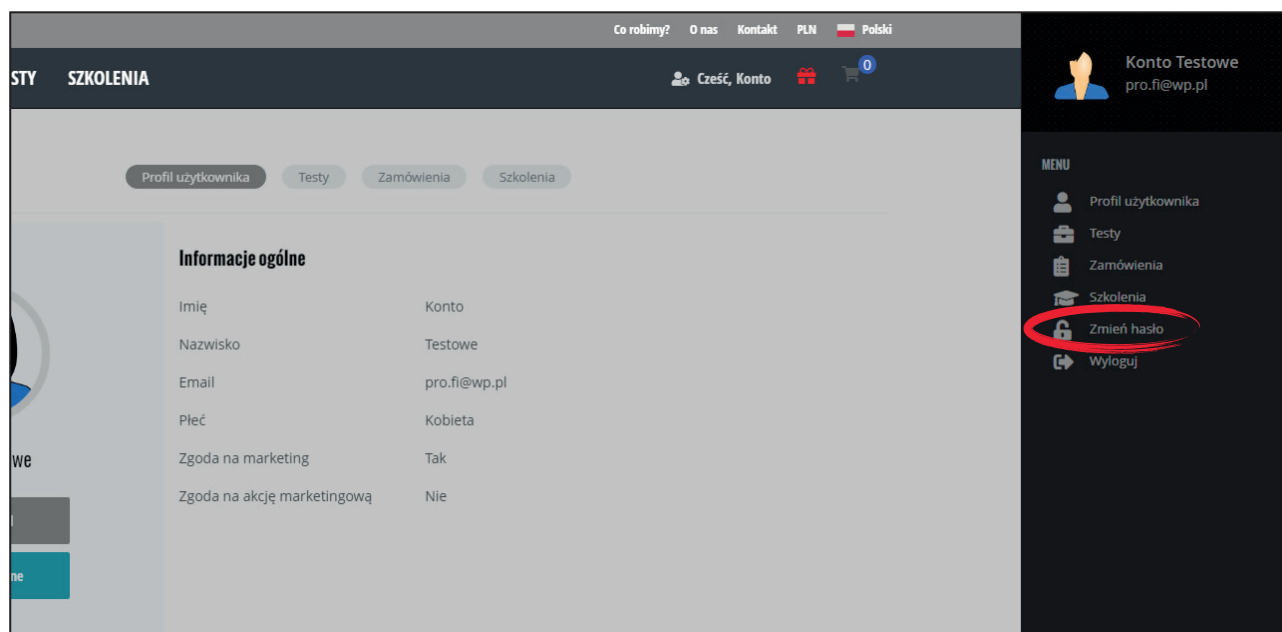 Co robimy? O nas Kontakt PLN Polski
STY SZKOLENIA Cześć, Konto 0
Profil użytkownika Testy Zamówienia Szkolenia
Informacje ogólne
Imię Konto
Nazwisko Testowe
Email pro.fi@wp.pl
Płeć Kobieta
Zgoda na marketing Tak
Zgoda na akcję marketingową Nie
we
ne
Konto Testowe
pro.fi@wp.pl
MENU
Profil użytkownika
Testy
Zamówienia
Szkolenia
Zmień hasło
Wyloguj